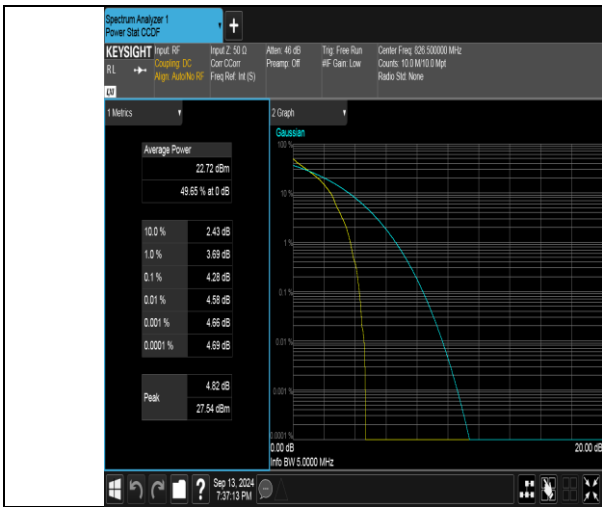 Spectrum Analyzer 1
Power Stat CCDF
+
KEYSIGHT
RL
LXI
Input: RF
Coupling: DC
Align: Auto/No RF
Input Z: 50 Ω
Corr CCorr
Freq Ref: Int (S)
Atten: 46 dB
Preamp: Off
Trig: Free Run
#IF Gain: Low
Center Freq: 826.500000 MHz
Counts: 10.0 M/10.0 Mpt
Radio Std: None
1 Metrics
Average Power
22.72 dBm
49.65 % at 0 dB
10.0 % 2.43 dB
1.0 % 3.69 dB
0.1 % 4.28 dB
0.01 % 4.58 dB
0.001 % 4.66 dB
0.0001 % 4.69 dB
Peak
4.82 dB
27.54 dBm
2 Graph
Gaussian
100 %
10 %
1 %
0.1 %
0.01 %
0.001 %
0.0001 %
0.00 dB 20.00 dB
Info BW 5.0000 MHz
?
Sep 13, 2024
7:37:13 PM